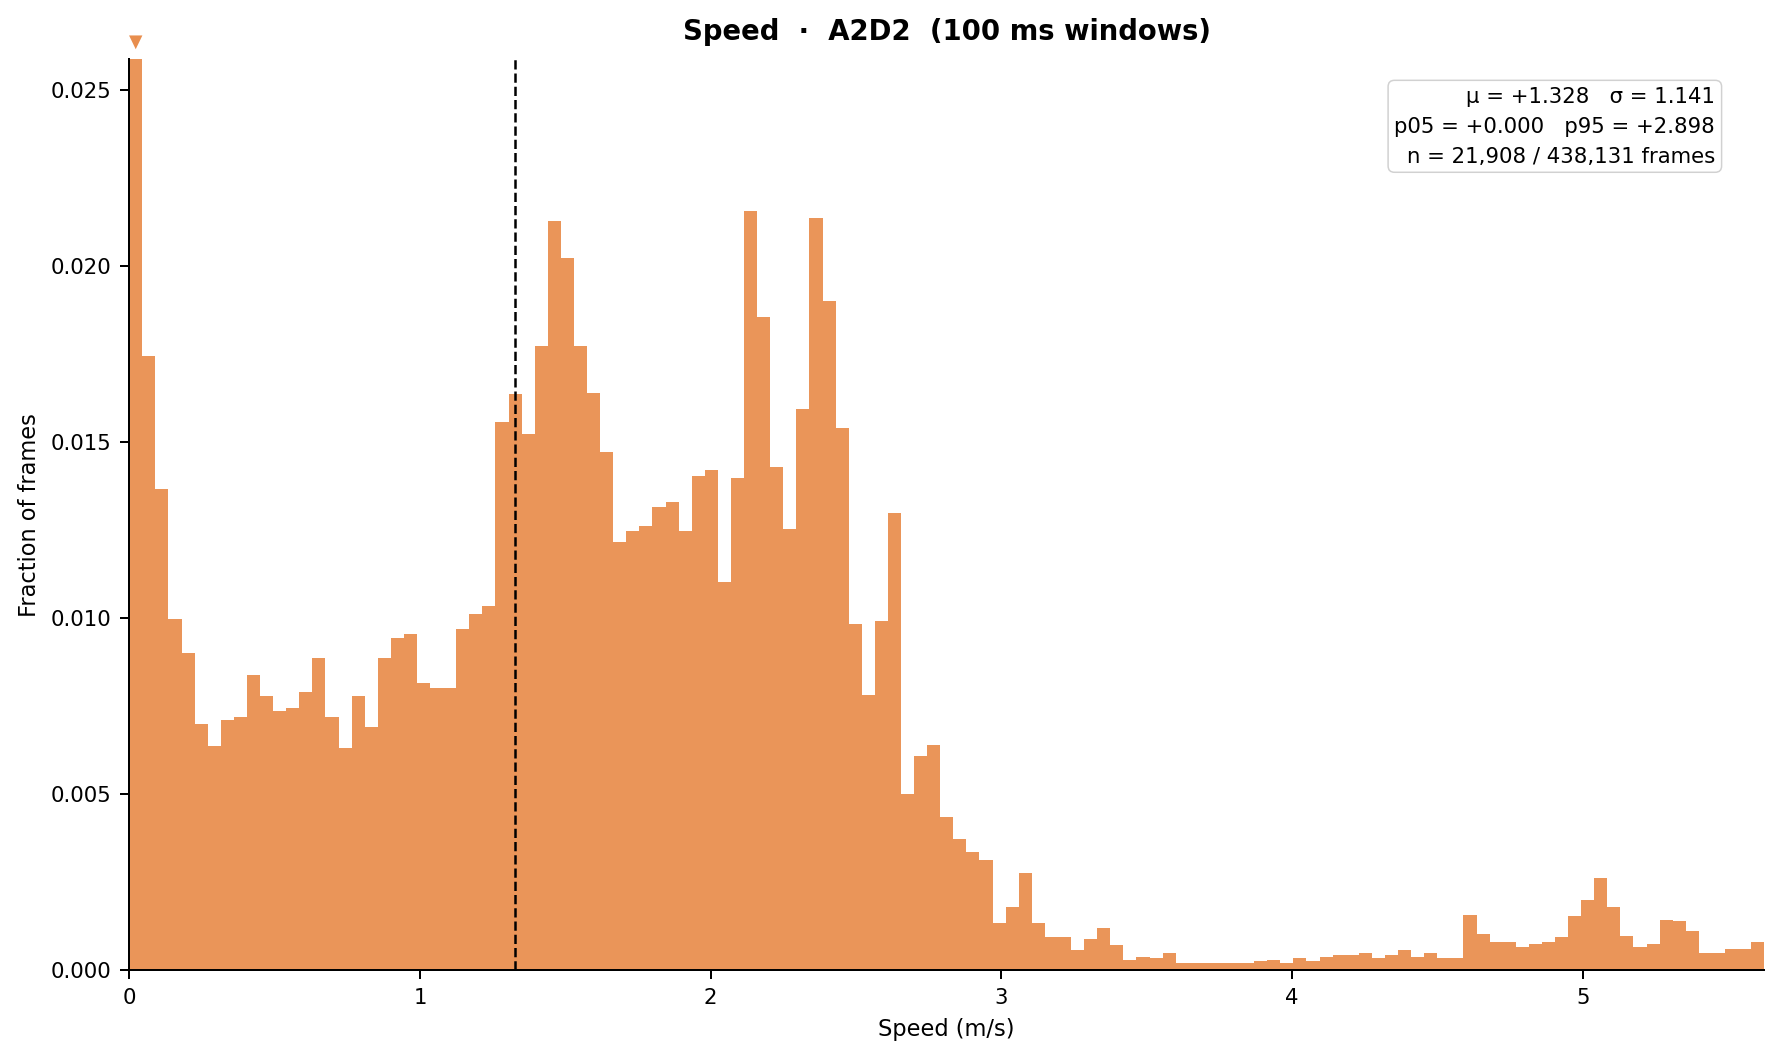 Speed · A2D2 (100 ms windows)
μ = +1.328 σ = 1.141
p05 = +0.000 p95 = +2.898
n = 21,908 / 438,131 frames
Fraction of frames
0.025
0.020
0.015
0.010
0.005
0.000
0 1 2 3 4 5
Speed (m/s)